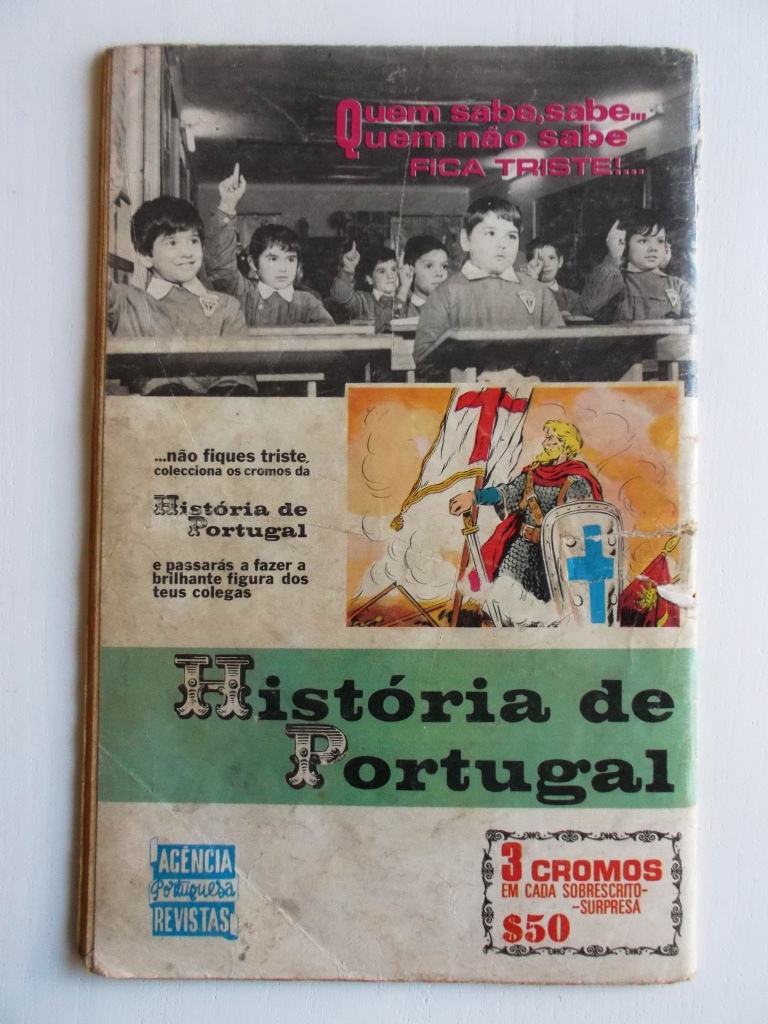 Quem sabe, sabe...
Quem não sabe
FICA TRISTE!...
...não fiques triste,
colecciona os cromos da
História de
Portugal
e passarás a fazer a
brilhante figura dos
teus colegas
História de
Portugal
AGÊNCIA
Portuguesa
REVISTAS
3 CROMOS
EM CADA SOBRESCRITO-
-SURPRESA
$50